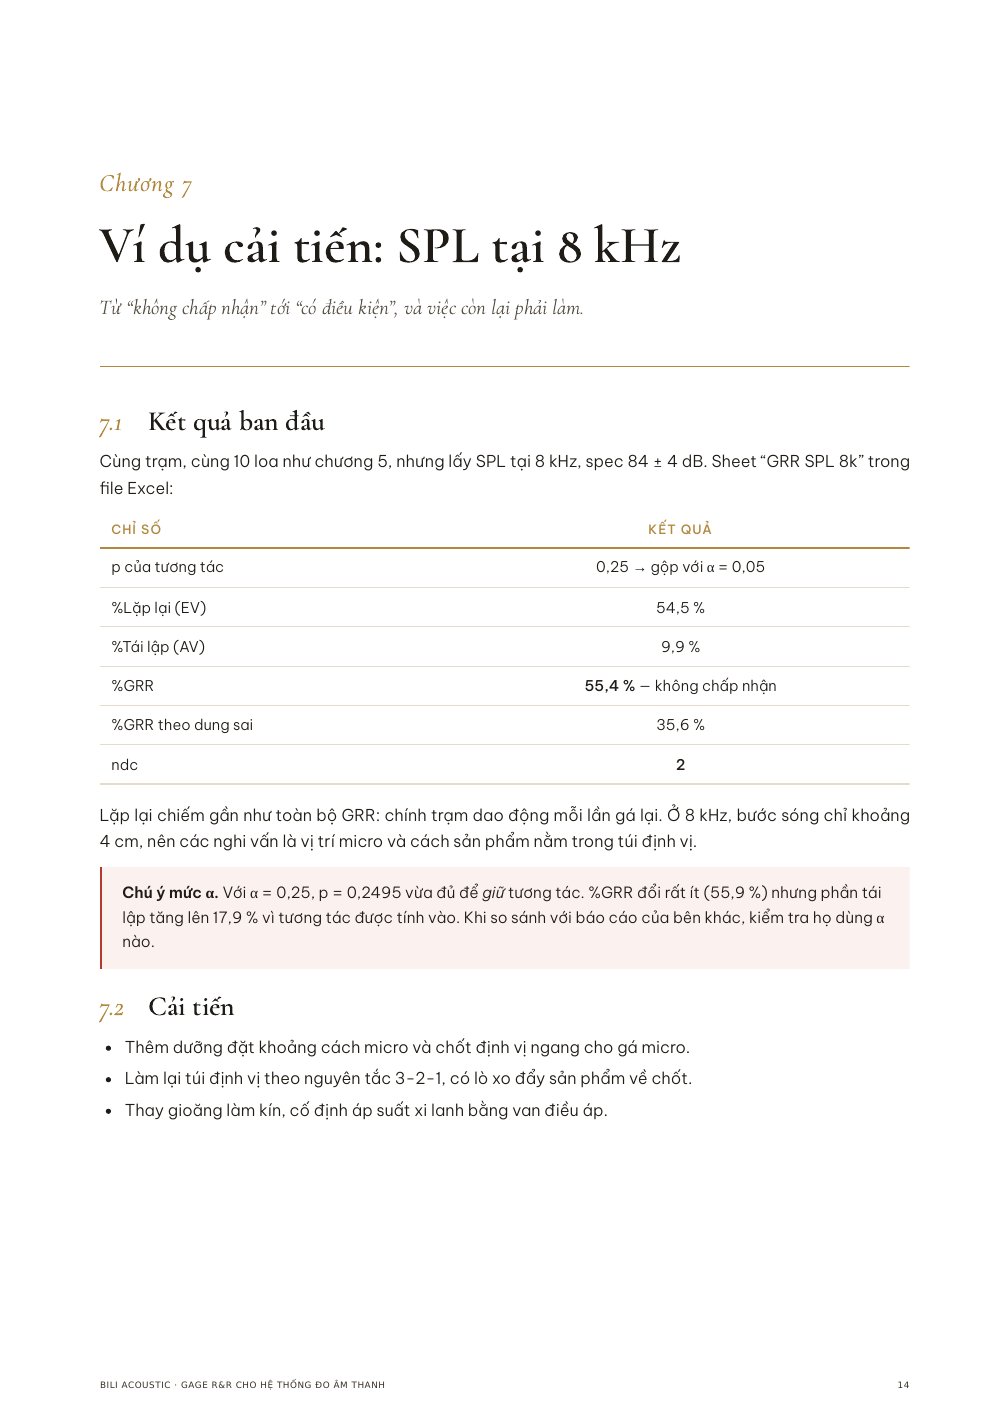 Chương 7
Ví dụ cải tiến: SPL tại 8 kHz
Từ “không chấp nhận” tới “có điều kiện”, và việc còn lại phải làm.
7.1 Kết quả ban đầu
Cùng trạm, cùng 10 loa như chương 5, nhưng lấy SPL tại 8 kHz, spec 84 ± 4 dB. Sheet “GRR SPL 8k” trong
file Excel:
CHỈ SỐ KẾT QUẢ
p của tương tác 0,25 → gộp với α = 0,05
%Lặp lại (EV) 54,5 %
%Tái lập (AV) 9,9 %
%GRR 55,4 % — không chấp nhận
%GRR theo dung sai 35,6 %
ndc 2
Lặp lại chiếm gần như toàn bộ GRR: chính trạm dao động mỗi lần gá lại. Ở 8 kHz, bước sóng chỉ khoảng
4 cm, nên các nghi vấn là vị trí micro và cách sản phẩm nằm trong túi định vị.
Chú ý mức α. Với α = 0,25, p = 0,2495 vừa đủ để giữ tương tác. %GRR đổi rất ít (55,9 %) nhưng phần tái
lập tăng lên 17,9 % vì tương tác được tính vào. Khi so sánh với báo cáo của bên khác, kiểm tra họ dùng α
nào.
7.2 Cải tiến
• Thêm dưỡng đặt khoảng cách micro và chốt định vị ngang cho gá micro.
• Làm lại túi định vị theo nguyên tắc 3-2-1, có lò xo đẩy sản phẩm về chốt.
• Thay gioăng làm kín, cố định áp suất xi lanh bằng van điều áp.
BILI ACOUSTIC · GAGE R&R CHO HỆ THỐNG ĐO ÂM THANH 14